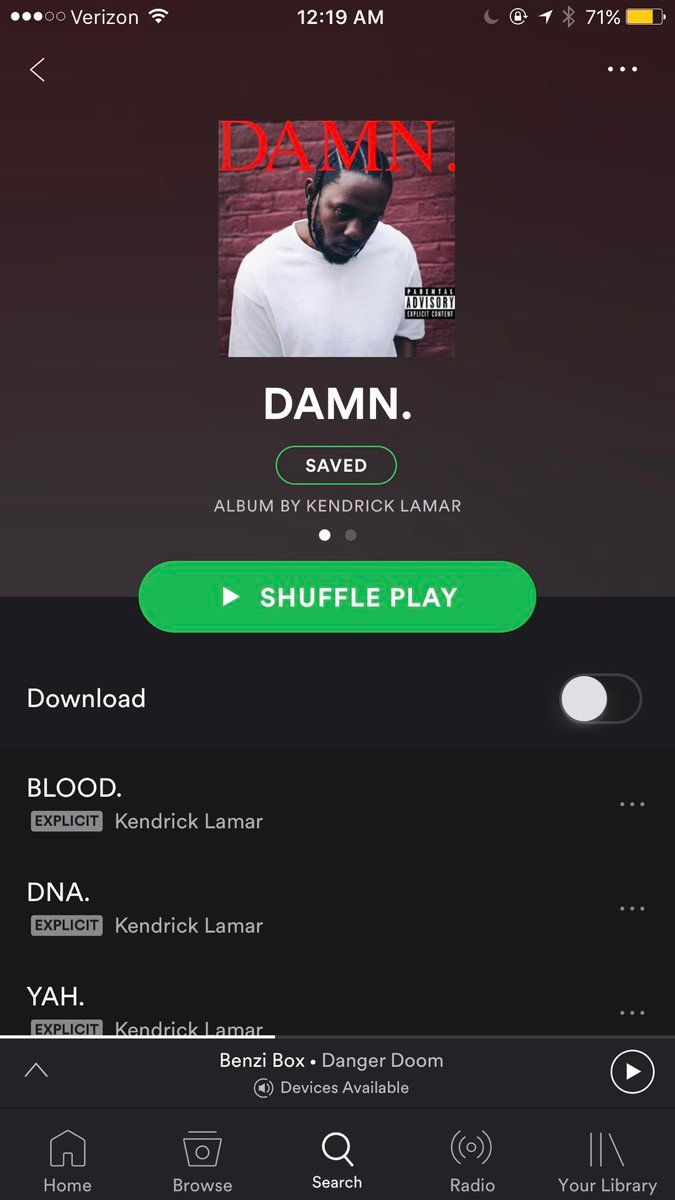 Verizon 12:19 AM 71%
DAMN.
PARENTAL
ADVISORY
EXPLICIT CONTENT
DAMN.
SAVED
ALBUM BY KENDRICK LAMAR
SHUFFLE PLAY
Download
BLOOD.
EXPLICIT Kendrick Lamar
DNA.
EXPLICIT Kendrick Lamar
YAH.
EXPLICIT Kendrick Lamar
Benzi Box • Danger Doom
Devices Available
Home Browse Search Radio Your Library